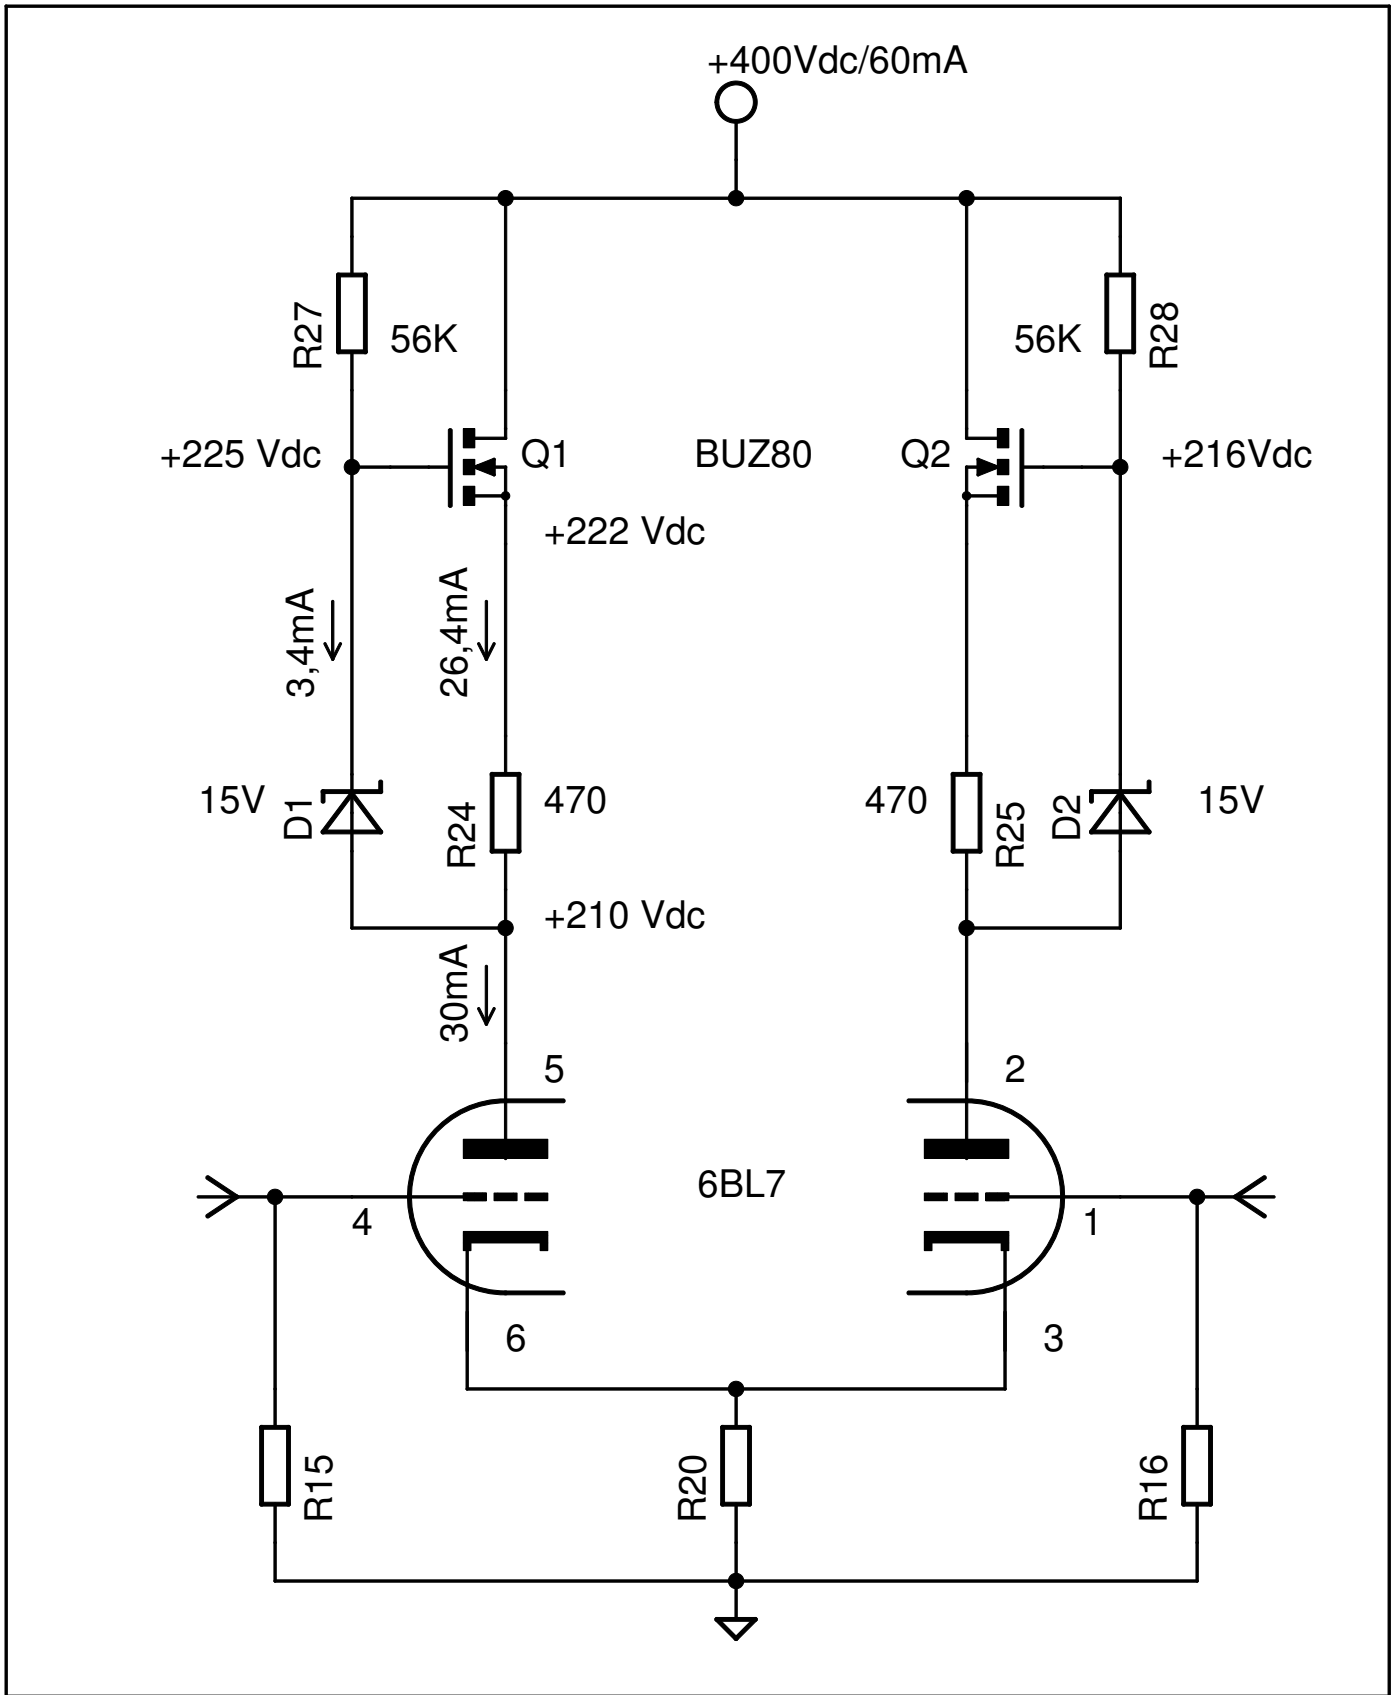 +400Vdc/60mA
R27
56K
56K
R28
+225 Vdc
Q1
BUZ80
Q2
+216Vdc
+222 Vdc
3,4mA
26,4mA
15V
D1
R24
470
470
R25
D2
15V
+210 Vdc
30mA
5
2
6BL7
4
1
6
3
R15
R20
R16